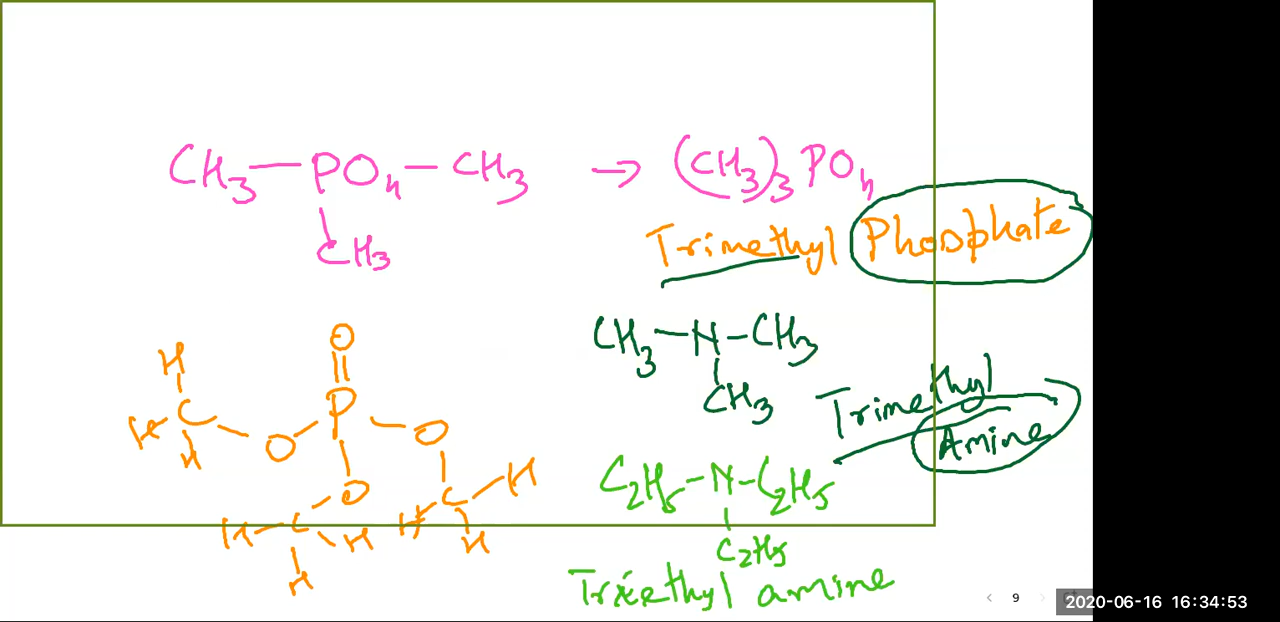 CH3—PO4—CH3 → (CH3)3PO4
CH3
Trimethyl Phosphate
CH3—N—CH3
CH3
Trimethyl
Amine
O
H
P
H C O O
H
O C H
H C H H H
H
C2H5—N—C2H5
C2H5
Triethyl amine
9
2020-06-16 16:34:53